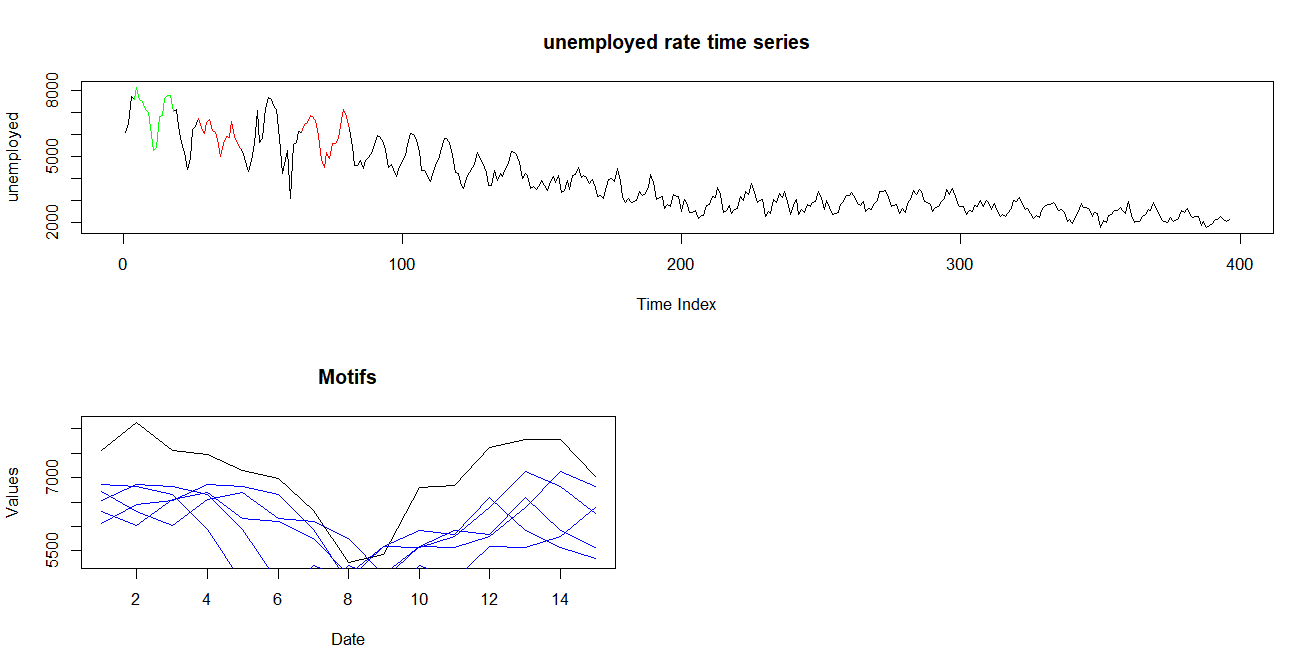 unemployed rate time series
unemployed
8000
5000
2000
0 100 200 300 400
Time Index
Motifs
Values
7000
5500
2 4 6 8 10 12 14
Date